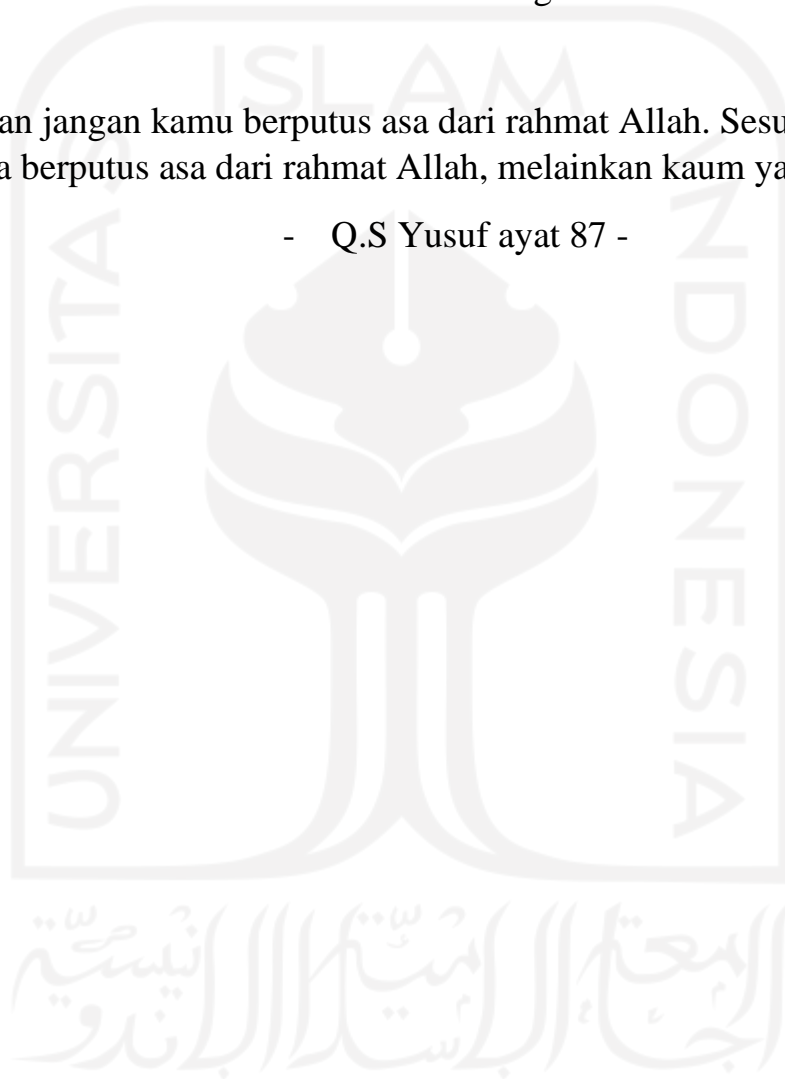 ISLAM
an jangan kamu berputus asa dari rahmat Allah. Sesu
a berputus asa dari rahmat Allah, melainkan kaum ya
- Q.S Yusuf ayat 87 -
UNIVERSITAS
INDONESIA